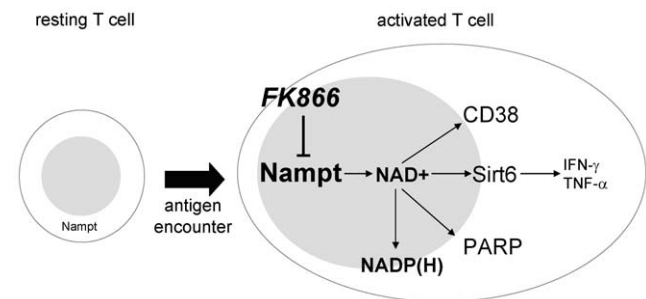 resting T cell
activated T cell
FK866
CD38
Nampt
NAD+
Sirt6
IFN-γ
TNF-α
Nampt
antigen
encounter
NADP(H)
PARP